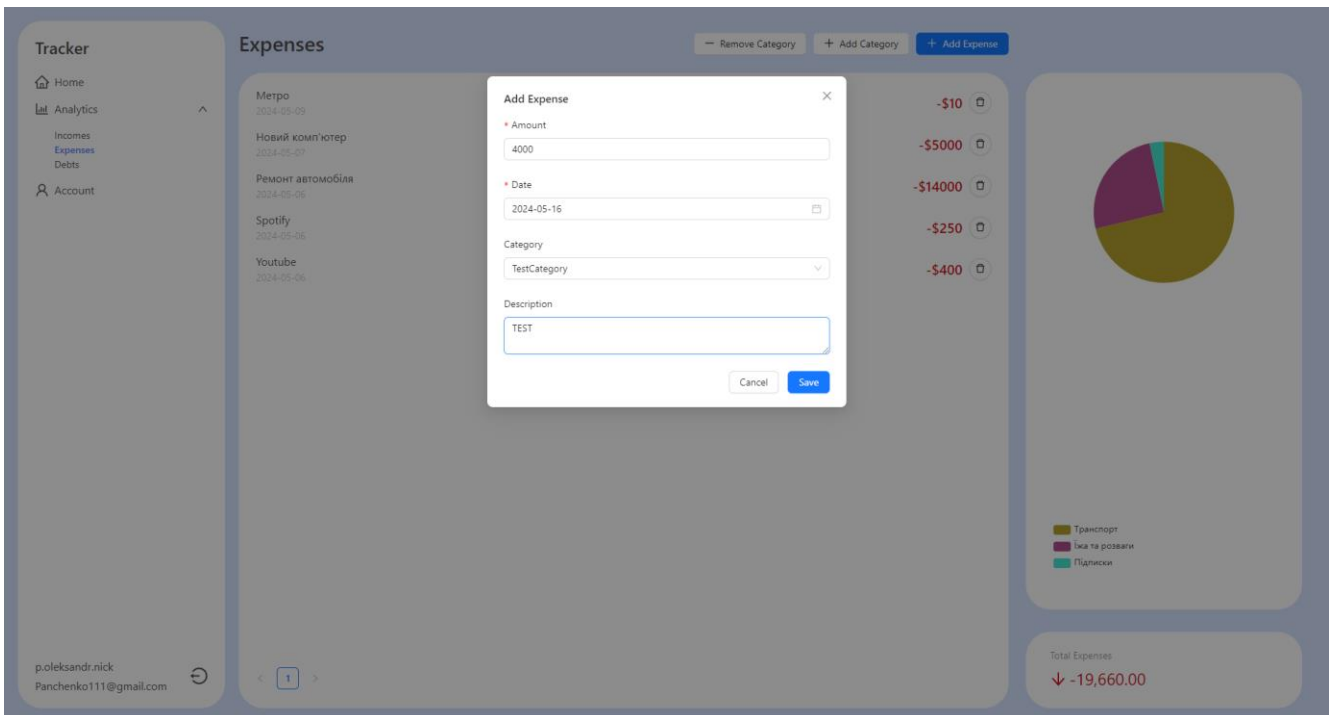 Tracker
Home
Analytics
Incomes
Expenses
Debts
Account
p.oleksandr.nick
Panchenko111@gmail.com
Expenses
Remove Category
+ Add Category
+ Add Expense
Метро
2024-05-09
-$10
Новий комп'ютер
2024-05-07
-$5000
Ремонт автомобіля
2024-05-06
-$14000
Spotify
2024-05-06
-$250
Youtube
2024-05-06
-$400
< 1 >
Add Expense
* Amount
4000
* Date
2024-05-16
Category
TestCategory
Description
TEST
Cancel
Save
Транспорт
Їжа та розваги
Підписки
Total Expenses
-19,660.00